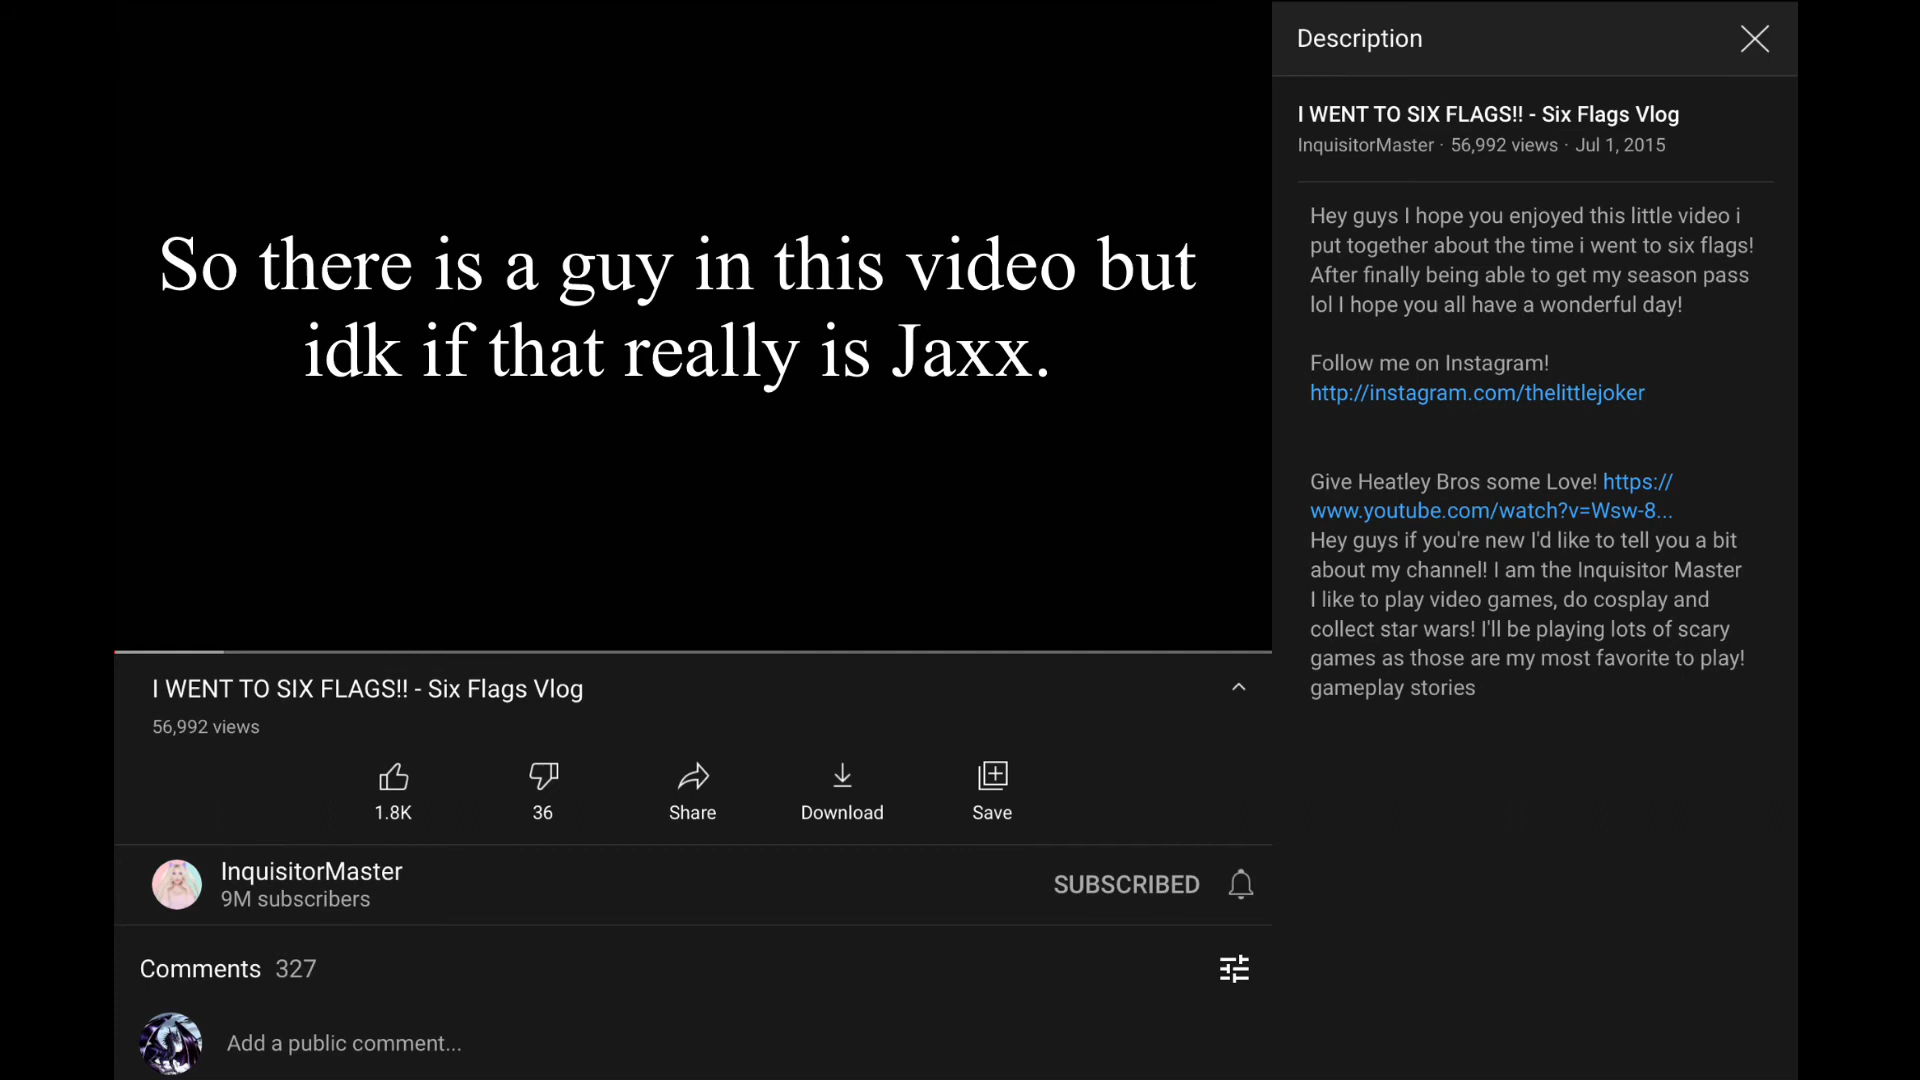 So there is a guy in this video but
idk if that really is Jaxx.
I WENT TO SIX FLAGS!! - Six Flags Vlog
56,992 views
1.8K
36
Share
Download
Save
InquisitorMaster
9M subscribers
SUBSCRIBED
Comments 327
Add a public comment...
Description
I WENT TO SIX FLAGS!! - Six Flags Vlog
InquisitorMaster · 56,992 views · Jul 1, 2015
Hey guys I hope you enjoyed this little video i
put together about the time i went to six flags!
After finally being able to get my season pass
lol I hope you all have a wonderful day!
Follow me on Instagram!
http://instagram.com/thelittlejoker
Give Heatley Bros some Love! https://
www.youtube.com/watch?v=Wsw-8...
Hey guys if you're new I'd like to tell you a bit
about my channel! I am the Inquisitor Master
I like to play video games, do cosplay and
collect star wars! I'll be playing lots of scary
games as those are my most favorite to play!
gameplay stories